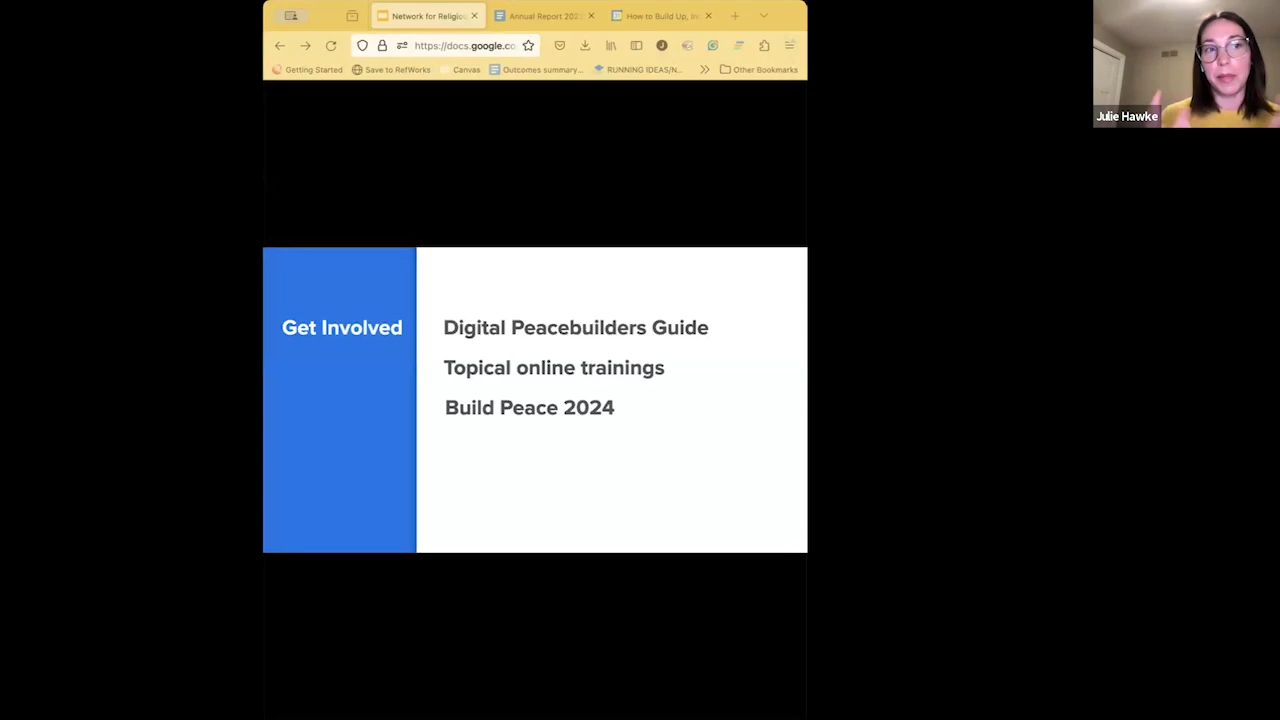 Network for Religiou
Annual Report 2023
How to Build Up, In
https://docs.google.co
Getting Started
Save to RefWorks
Canvas
Outcomes summary...
RUNNING IDEAS/N...
Other Bookmarks
Julie Hawke
Get Involved
Digital Peacebuilders Guide
Topical online trainings
Build Peace 2024